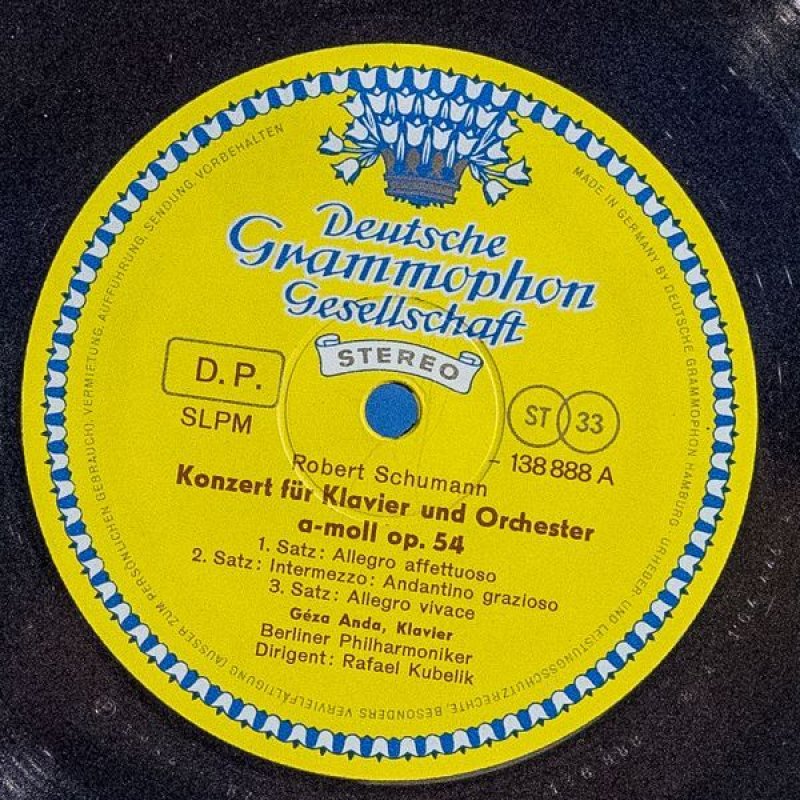 Deutsche
Grammophon
Gesellschaft
STEREO
D.P.
SLPM
ST 33
138 888 A
Robert Schumann
Konzert für Klavier und Orchester
a-moll op. 54
1. Satz: Allegro affettuoso
2. Satz: Intermezzo: Andantino grazioso
3. Satz: Allegro vivace
Géza Anda, Klavier
Berliner Philharmoniker
Dirigent: Rafael Kubelik
MADE IN GERMANY BY DEUTSCHE GRAMMOPHON HAMBURG . URHEBER UND LEISTUNGSSCHUTZRECHTE, BESONDERS VERVIELFÄLTIGUNG (AUSSER ZUM PERSÖNLICHEN GEBRAUCH), VERMIETUNG, AUFFÜHRUNG, SENDUNG, VORBEHALTEN